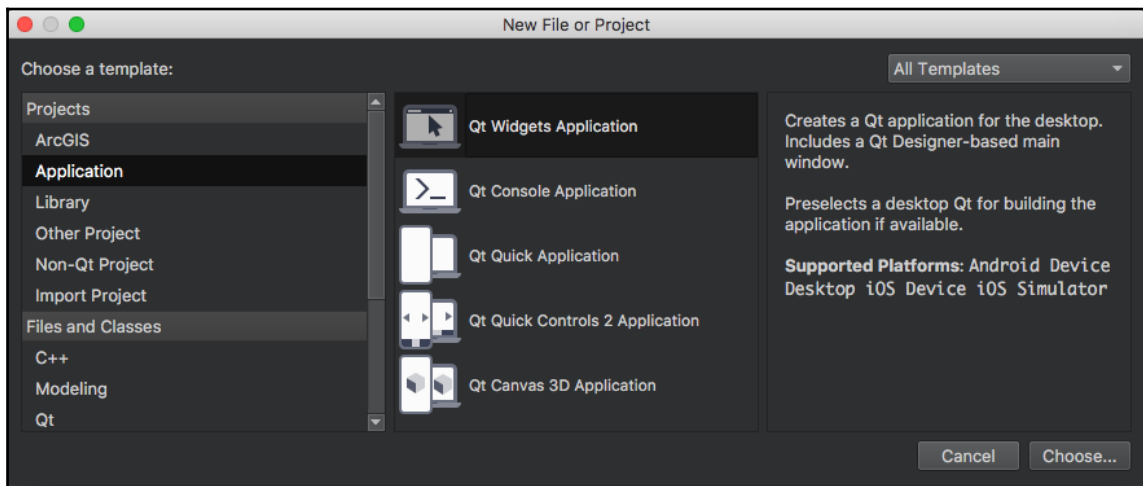 New File or Project
Choose a template:
All Templates
Projects
ArcGIS
Application
Library
Other Project
Non-Qt Project
Import Project
Files and Classes
C++
Modeling
Qt
Qt Widgets Application
Qt Console Application
Qt Quick Application
Qt Quick Controls 2 Application
Qt Canvas 3D Application
Creates a Qt application for the desktop.
Includes a Qt Designer-based main
window.
Preselects a desktop Qt for building the
application if available.
Supported Platforms: Android Device
Desktop iOS Device iOS Simulator
Cancel
Choose...